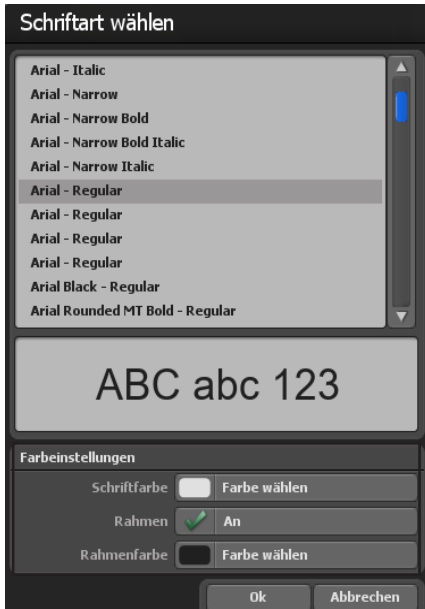 Schriftart wählen
Arial - Italic
Arial - Narrow
Arial - Narrow Bold
Arial - Narrow Bold Italic
Arial - Narrow Italic
Arial - Regular
Arial - Regular
Arial - Regular
Arial - Regular
Arial Black - Regular
Arial Rounded MT Bold - Regular
ABC abc 123
Farbeinstellungen
Schriftfarbe Farbe wählen
Rahmen An
Rahmenfarbe Farbe wählen
Ok Abbrechen